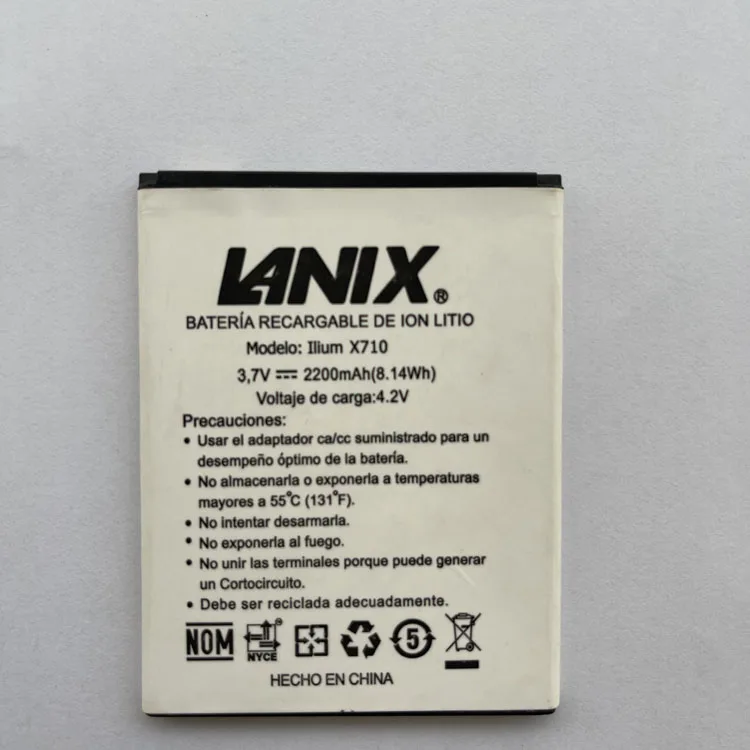 LANIX®
BATERÍA RECARGABLE DE ION LITIO
Modelo: Ilium X710
3,7V ⎓ 2200mAh(8.14Wh)
Voltaje de carga:4.2V
Precauciones:
• Usar el adaptador ca/cc suministrado para un
desempeño óptimo de la batería.
• No almacenarla o exponerla a temperaturas
mayores a 55°C (131°F).
• No intentar desarmarla.
• No exponerla al fuego.
• No unir las terminales porque puede generar
un Cortocircuito.
• Debe ser reciclada adecuadamente.
NOM NYCE 5
HECHO EN CHINA